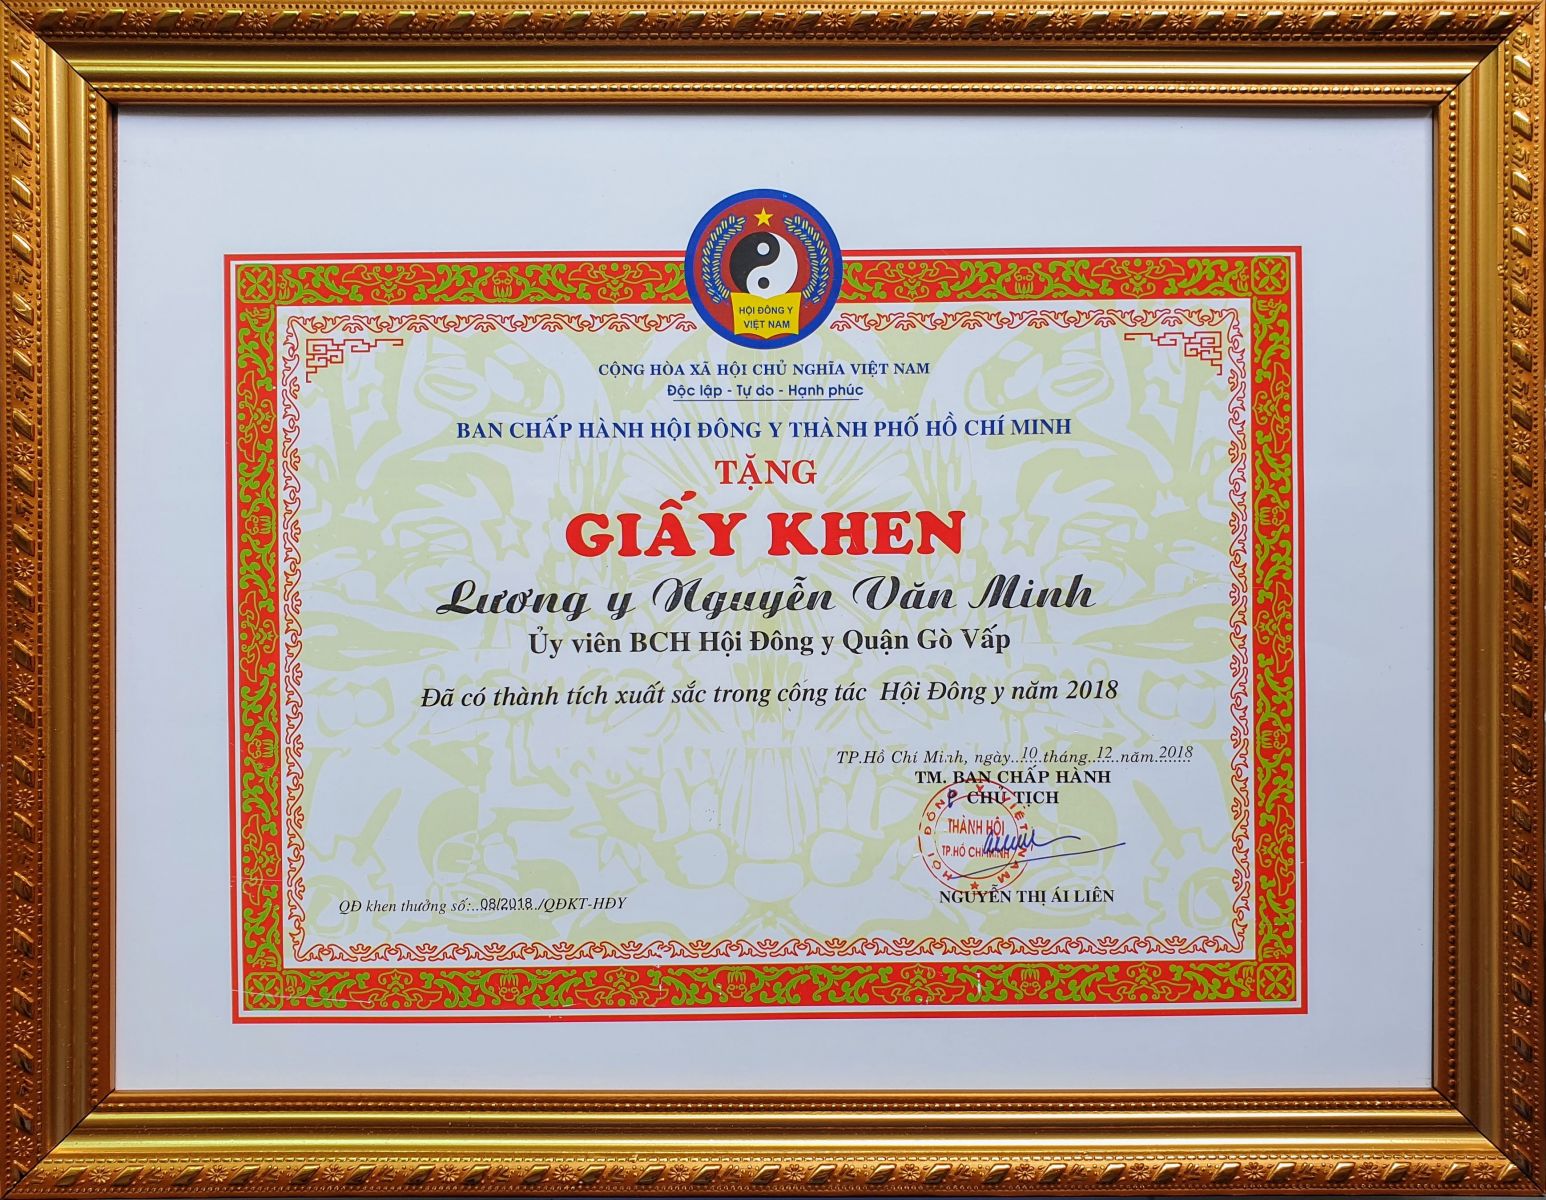 HỘI ĐÔNG Y
VIỆT NAM
CỘNG HÒA XÃ HỘI CHỦ NGHĨA VIỆT NAM
Độc lập - Tự do - Hạnh phúc
BAN CHẤP HÀNH HỘI ĐÔNG Y THÀNH PHỐ HỒ CHÍ MINH
TẶNG
GIẤY KHEN
Lương y Nguyễn Văn Minh
Ủy viên BCH Hội Đông y Quận Gò Vấp
Đã có thành tích xuất sắc trong công tác Hội Đông y năm 2018
TP.Hồ Chí Minh, ngày..10.tháng..12.năm.2018
TM. BAN CHẤP HÀNH
P CHỦ TỊCH
HỘI ĐÔNG Y VIỆT NAM
THÀNH HỘI
TP.HỒ CHÍ MINH
NGUYỄN THỊ ÁI LIÊN
QĐ khen thưởng số:..08/2018../QĐKT-HĐY